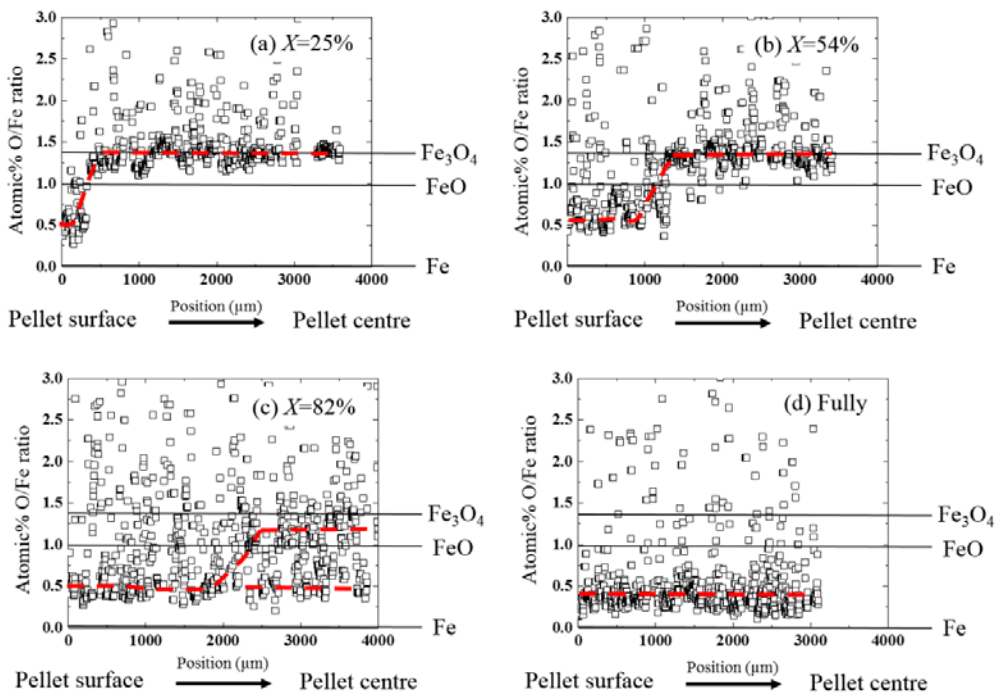 (a) X=25%
Atomic% O/Fe ratio
3.0
2.5
2.0
1.5
1.0
0.5
0.0
0 1000 2000 3000 4000
Fe₃O₄
FeO
Fe
Position (µm)
Pellet surface Pellet centre
(b) X=54%
Atomic% O/Fe ratio
3.0
2.5
2.0
1.5
1.0
0.5
0.0
0 1000 2000 3000 4000
Fe₃O₄
FeO
Fe
Position (µm)
Pellet surface Pellet centre
(c) X=82%
Atomic% O/Fe ratio
3.0
2.5
2.0
1.5
1.0
0.5
0.0
0 1000 2000 3000 4000
Fe₃O₄
FeO
Fe
Position (µm)
Pellet surface Pellet centre
(d) Fully
Atomic% O/Fe ratio
3.0
2.5
2.0
1.5
1.0
0.5
0.0
0 1000 2000 3000 4000
Fe₃O₄
FeO
Fe
Position (µm)
Pellet surface Pellet centre